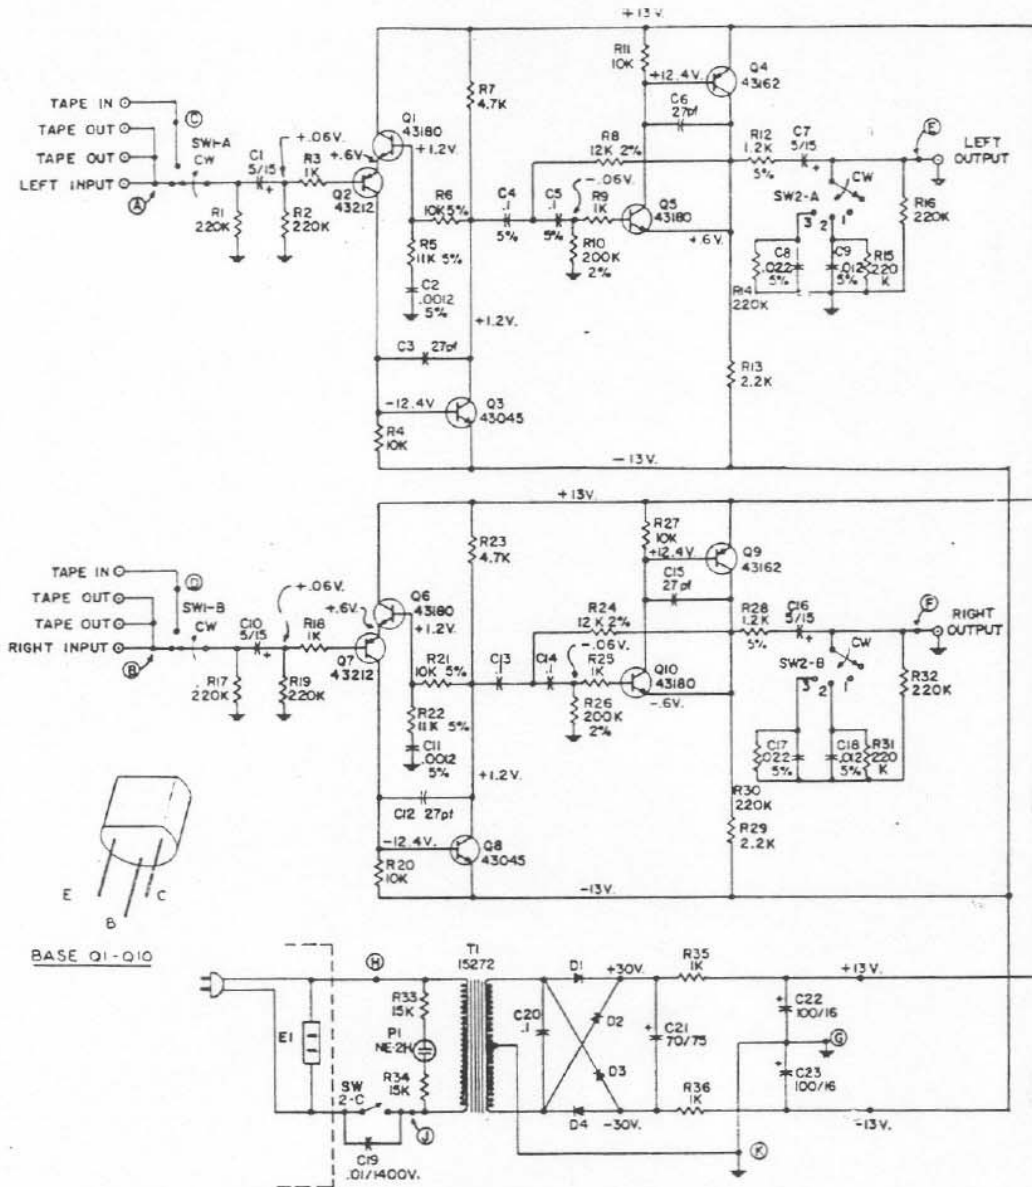 +13V.
R11
10K
Q4
43162
+12.4V.
C6
27pf
R7
4.7K
TAPE IN
C
TAPE OUT
SW1-A
CW
TAPE OUT
LEFT INPUT
A
C1
5/15
+
+.06V.
R3
1K
+.6V.
Q1
43180
+1.2V.
Q2
43212
R1
220K
R2
220K
R6
10K 5%
R5
11K 5%
C2
.0012
5%
C4
.1
5%
C5
.1
5%
R8
12K 2%
-.06V.
R9
1K
R10
200K
2%
Q5
43180
+.6V.
R12
1.2K
5%
C7
5/15
+
E
LEFT
OUTPUT
CW
SW2-A
3
2
1
R16
220K
C8
.022
5%
C9
.012
5%
R15
220
K
R14
220K
+1.2V.
C3
27pf
R13
2.2K
-12.4V
Q3
43045
R4
10K
-13V.
+13V.
R27
10K
Q9
43162
+12.4V.
C15
27pf
R23
4.7K
TAPE IN
D
TAPE OUT
SW1-B
CW
TAPE OUT
RIGHT INPUT
B
C10
5/15
+
+.06V.
R18
1K
+.6V.
Q6
43180
+1.2V.
Q7
43212
R17
220K
R19
220K
R21
10K 5%
R22
11K 5%
C11
.0012
5%
C13
.1
C14
.1
R24
12K 2%
-.06V.
R25
1K
R26
200K
2%
Q10
43180
-.6V.
R28
1.2K
5%
C16
5/15
+
F
RIGHT
OUTPUT
CW
SW2-B
3
2
1
R32
220K
C17
.022
5%
C18
.012
5%
R31
220
K
R30
220K
R29
2.2K
+1.2V.
C12 27pf
-12.4V.
Q8
43045
R20
10K
-13V.
E
B
C
BASE Q1-Q10
H
T1
15272
D1
+30V.
R35
1K
+13V.
R33
15K
P1
NE-2H
R34
15K
E1
C20
.1
D2
D3
+
C21
70/75
+
C22
100/16
G
+
C23
100/16
SW
2-C
J
D4
-30V.
R36
1K
-13V.
C19
.01/1400V.
K